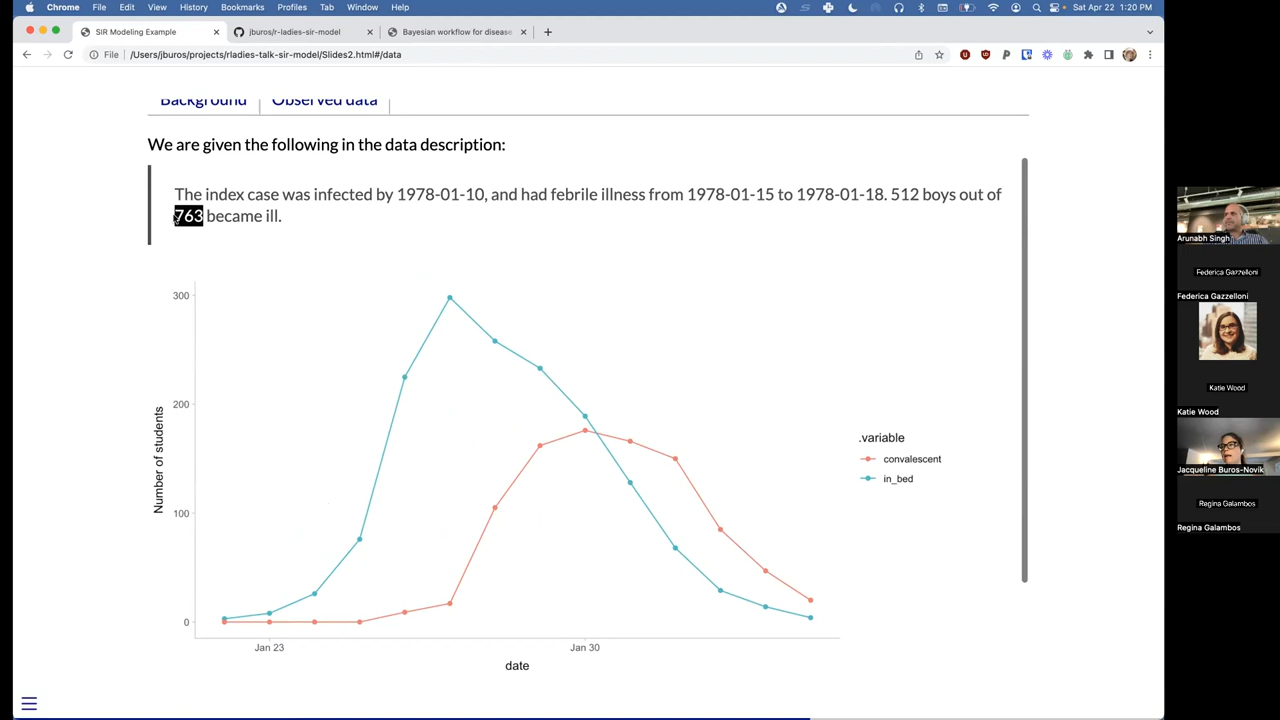 Chrome File Edit View History Bookmarks Profiles Tab Window Help Sat Apr 22 1:20 PM
SIR Modeling Example jburos/r-ladies-sir-model Bayesian workflow for disease
File /Users/jburos/projects/rladies-talk-sir-model/Slides2.html#/data
Background Observed data
We are given the following in the data description:
The index case was infected by 1978-01-10, and had febrile illness from 1978-01-15 to 1978-01-18. 512 boys out of
763 became ill.
300
200
100
0
Number of students
Jan 23 Jan 30
date
.variable
convalescent
in_bed
Arunabh Singh
Federica Gazzelloni
Federica Gazzelloni
Katie Wood
Katie Wood
Jacqueline Buros-Novik
Regina Galambos
Regina Galambos